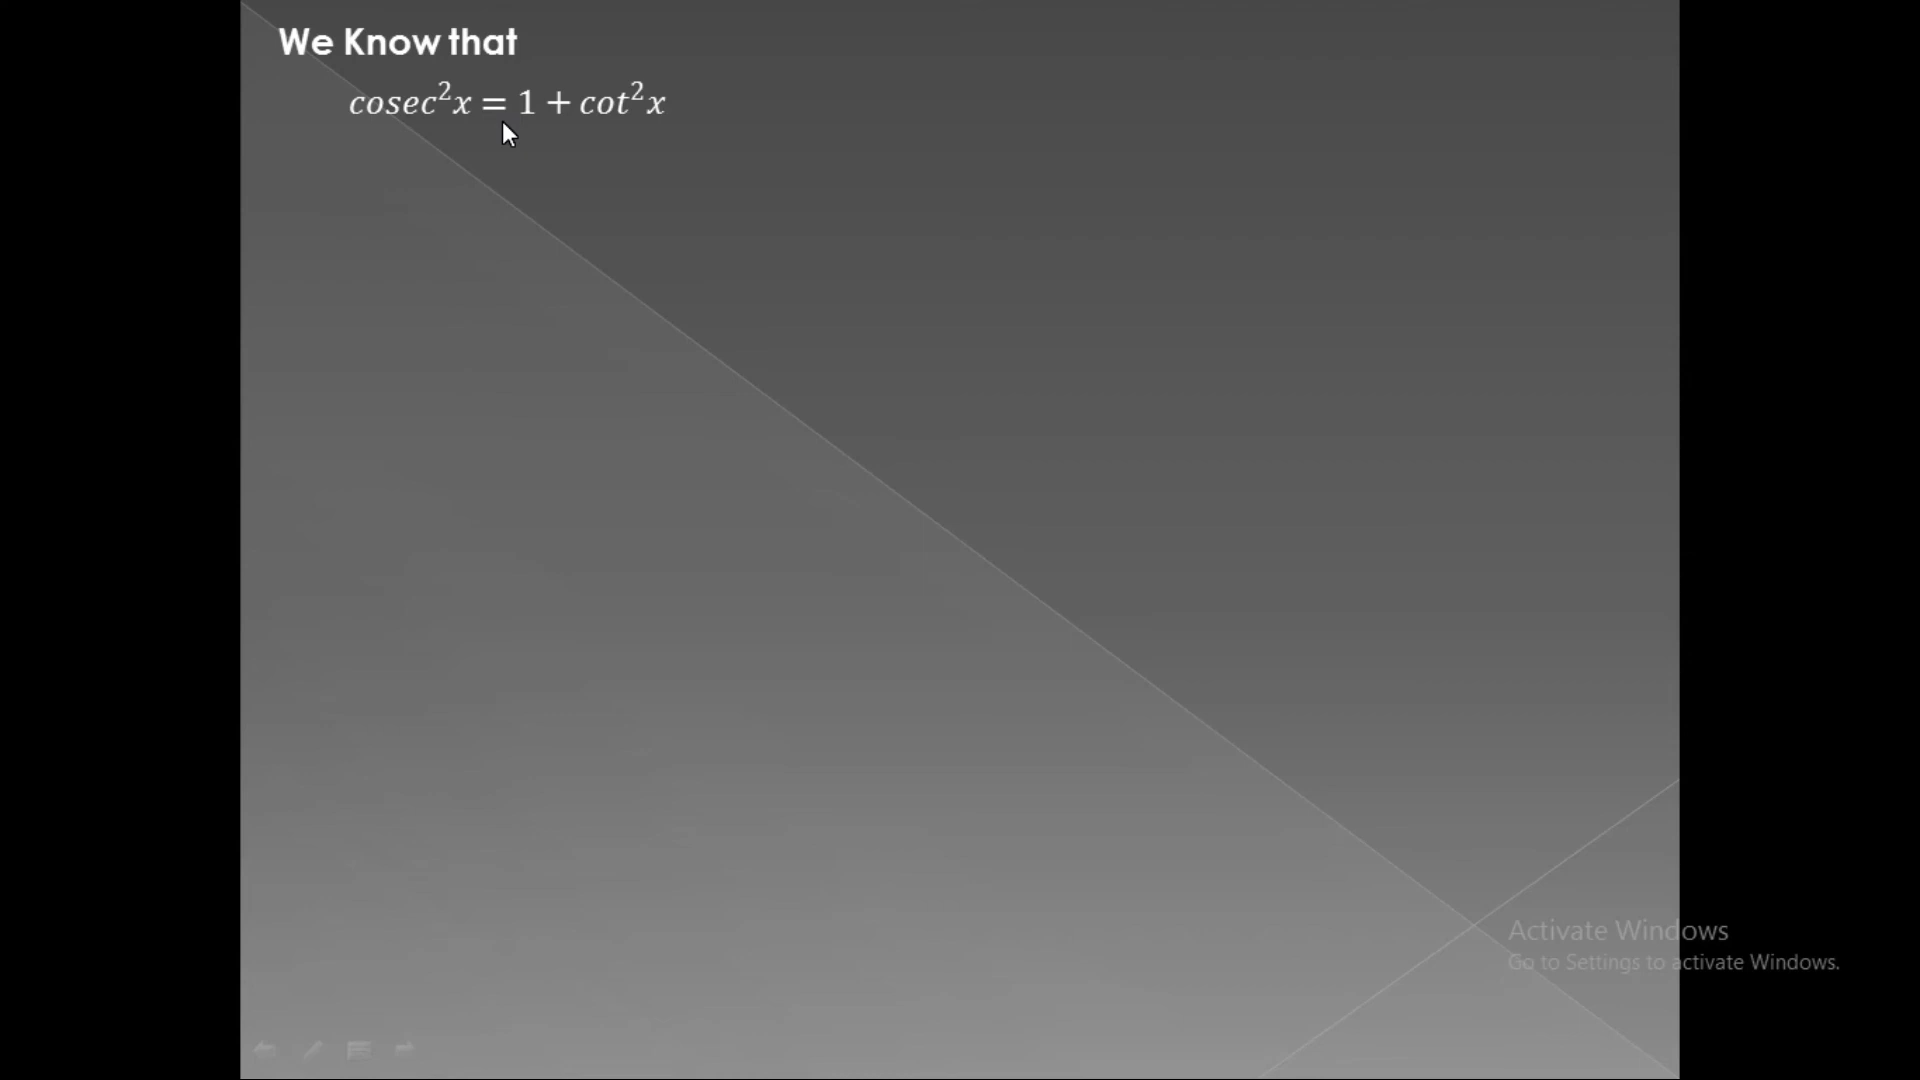 We Know that
cosec²x = 1 + cot²x
Activate Windows
Go to Settings to activate Windows.